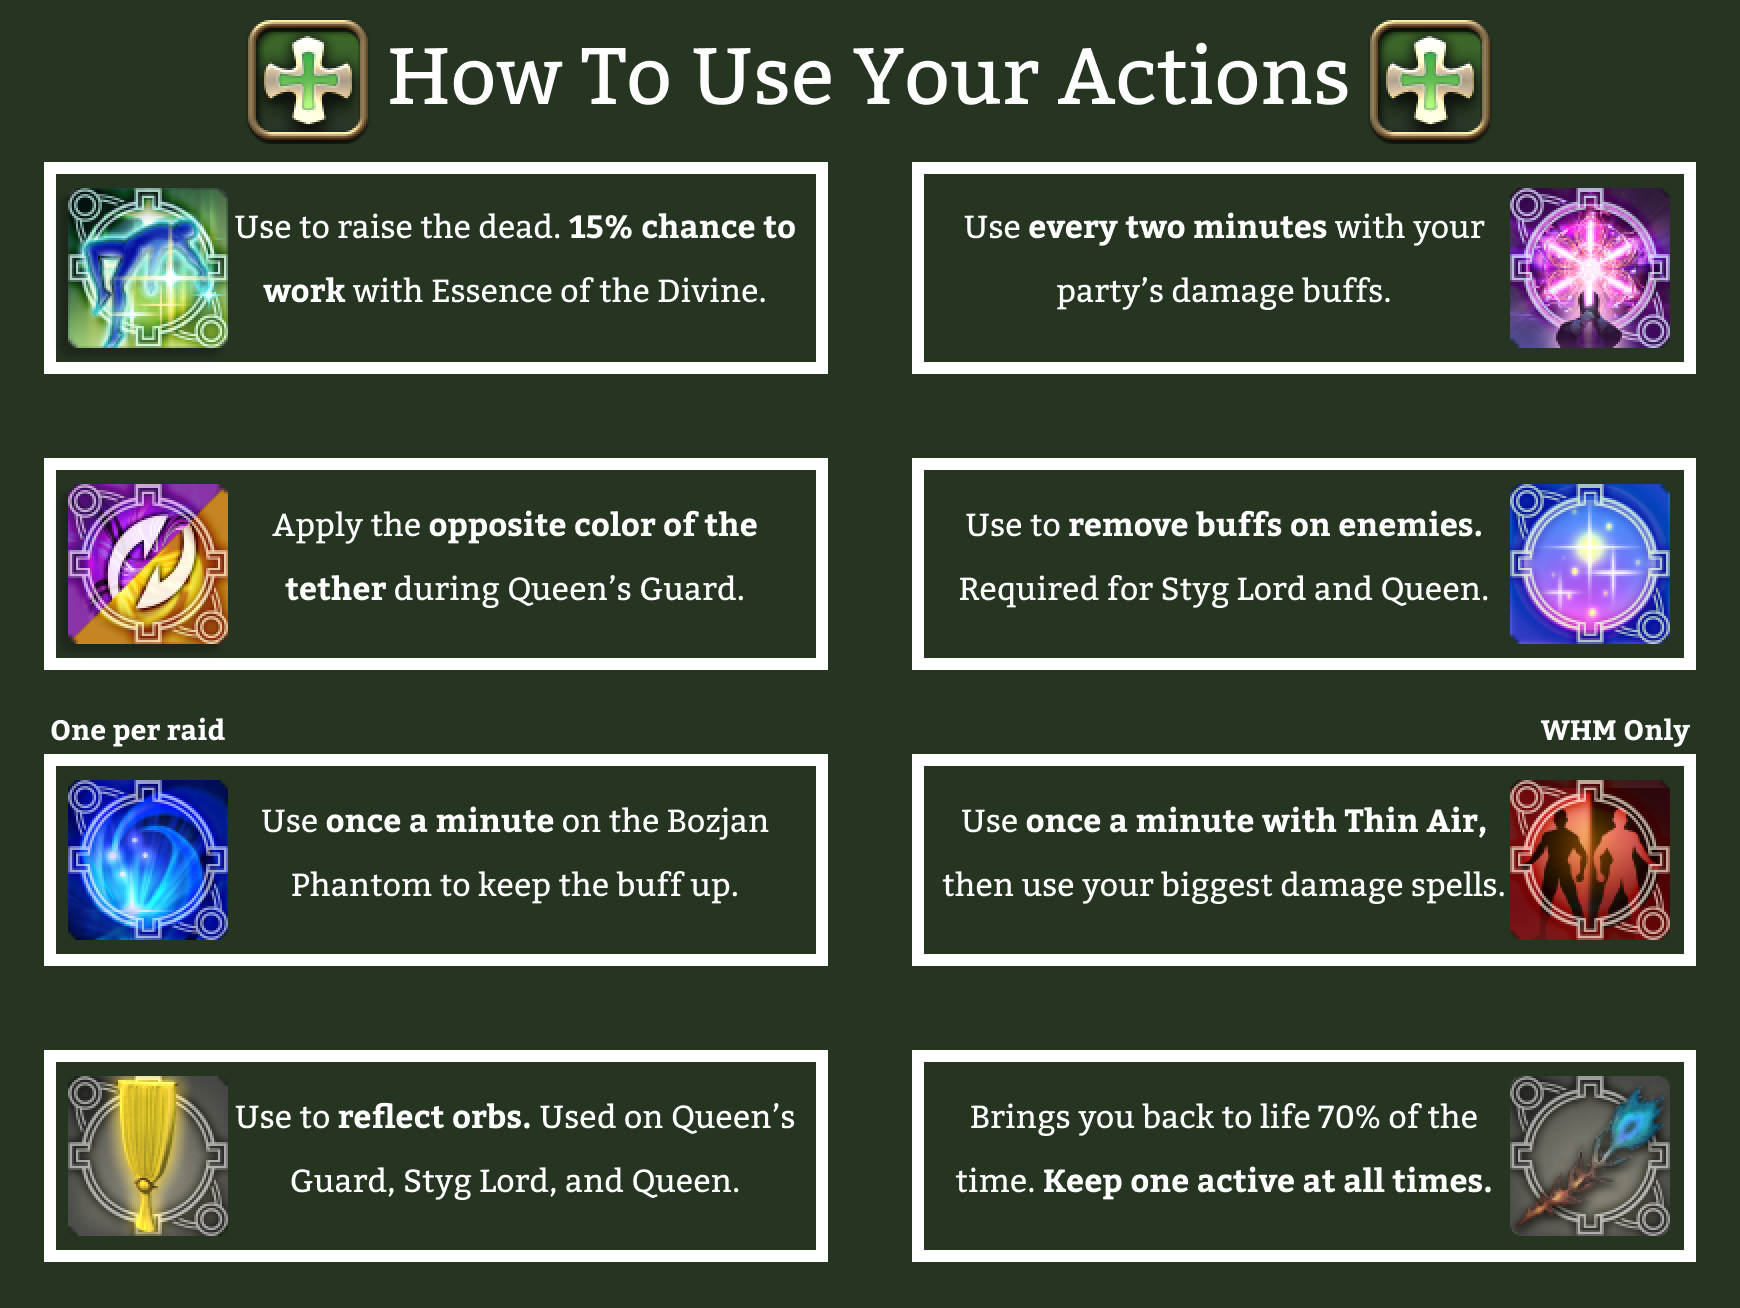 How To Use Your Actions
Use to raise the dead. 15% chance to
work with Essence of the Divine.
Use every two minutes with your
party’s damage buffs.
Apply the opposite color of the
tether during Queen’s Guard.
Use to remove buffs on enemies.
Required for Styg Lord and Queen.
One per raid
Use once a minute on the Bozjan
Phantom to keep the buff up.
WHM Only
Use once a minute with Thin Air,
then use your biggest damage spells.
Use to reflect orbs. Used on Queen’s
Guard, Styg Lord, and Queen.
Brings you back to life 70% of the
time. Keep one active at all times.